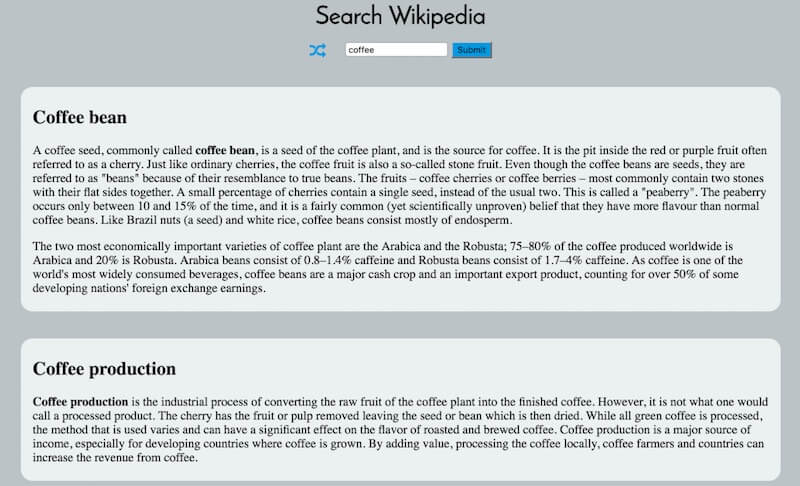 Search Wikipedia
coffee
Submit
Coffee bean
A coffee seed, commonly called coffee bean, is a seed of the coffee plant, and is the source for coffee. It is the pit inside the red or purple fruit often
referred to as a cherry. Just like ordinary cherries, the coffee fruit is also a so-called stone fruit. Even though the coffee beans are seeds, they are
referred to as "beans" because of their resemblance to true beans. The fruits – coffee cherries or coffee berries – most commonly contain two stones
with their flat sides together. A small percentage of cherries contain a single seed, instead of the usual two. This is called a "peaberry". The peaberry
occurs only between 10 and 15% of the time, and it is a fairly common (yet scientifically unproven) belief that they have more flavour than normal
coffee beans. Like Brazil nuts (a seed) and white rice, coffee beans consist mostly of endosperm.
The two most economically important varieties of coffee plant are the Arabica and the Robusta; 75–80% of the coffee produced worldwide is
Arabica and 20% is Robusta. Arabica beans consist of 0.8–1.4% caffeine and Robusta beans consist of 1.7–4% caffeine. As coffee is one of the
world's most widely consumed beverages, coffee beans are a major cash crop and an important export product, counting for over 50% of some
developing nations' foreign exchange earnings.
Coffee production
Coffee production is the industrial process of converting the raw fruit of the coffee plant into the finished coffee. However, it is not what one would
call a processed product. The cherry has the fruit or pulp removed leaving the seed or bean which is then dried. While all green coffee is processed,
the method that is used varies and can have a significant effect on the flavor of roasted and brewed coffee. Coffee production is a major source of
income, especially for developing countries where coffee is grown. By adding value, processing the coffee locally, coffee farmers and countries can
increase the revenue from coffee.